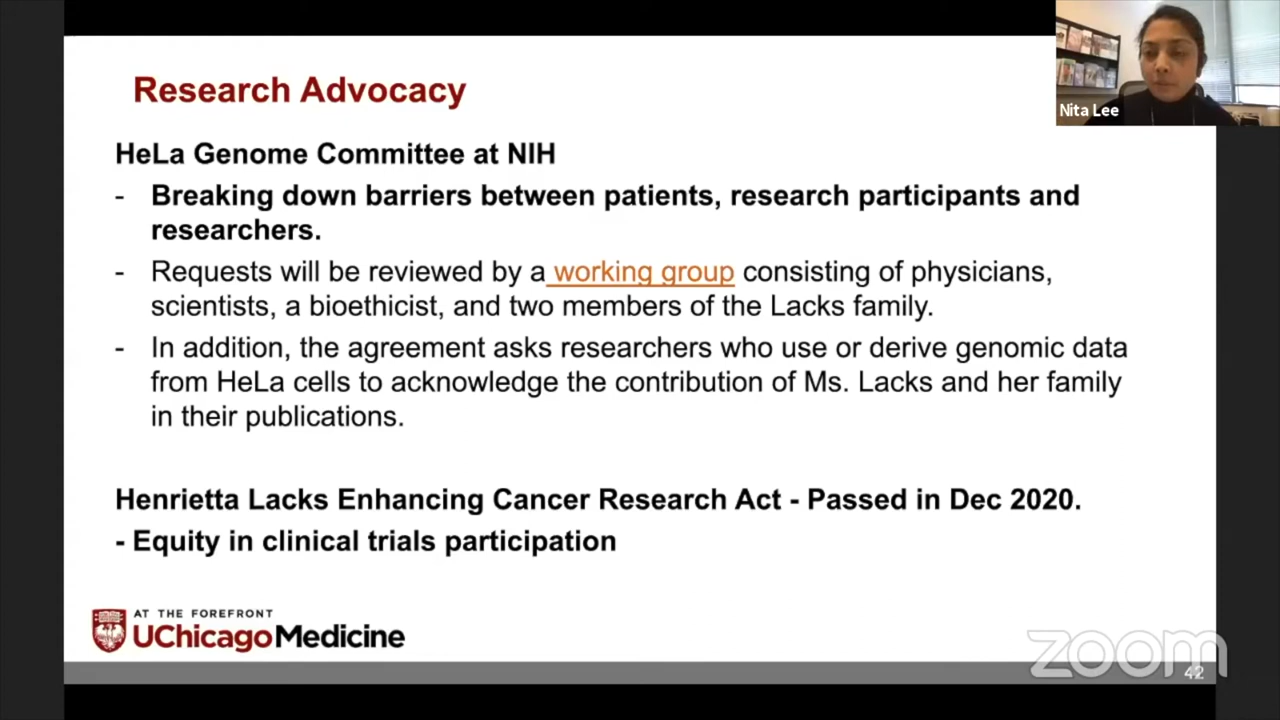 Research Advocacy
Nita Lee
HeLa Genome Committee at NIH
- Breaking down barriers between patients, research participants and
researchers.
- Requests will be reviewed by a working group consisting of physicians,
scientists, a bioethicist, and two members of the Lacks family.
- In addition, the agreement asks researchers who use or derive genomic data
from HeLa cells to acknowledge the contribution of Ms. Lacks and her family
in their publications.
Henrietta Lacks Enhancing Cancer Research Act - Passed in Dec 2020.
- Equity in clinical trials participation
AT THE FOREFRONT
UChicago Medicine
zoom
42